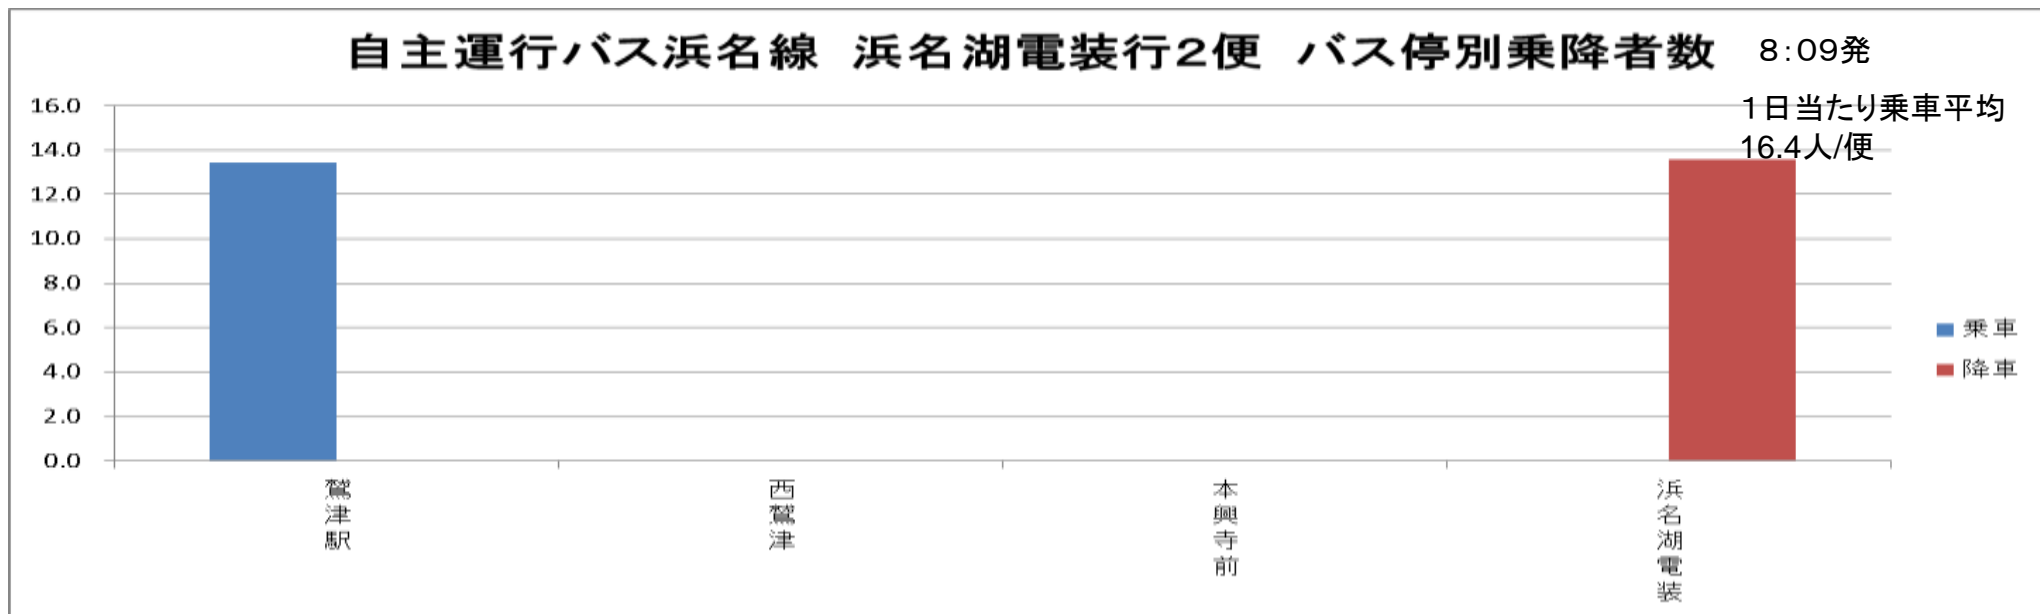 自主運行バス浜名線 浜名湖電装行2便 バス停別乗降者数
8:09発
1日当たり乗車平均
16.4人/便
16.0
14.0
12.0
10.0
8.0
6.0
4.0
2.0
0.0
鷲津駅
西鷲津
本興寺前
浜名湖電装
乗車
降車